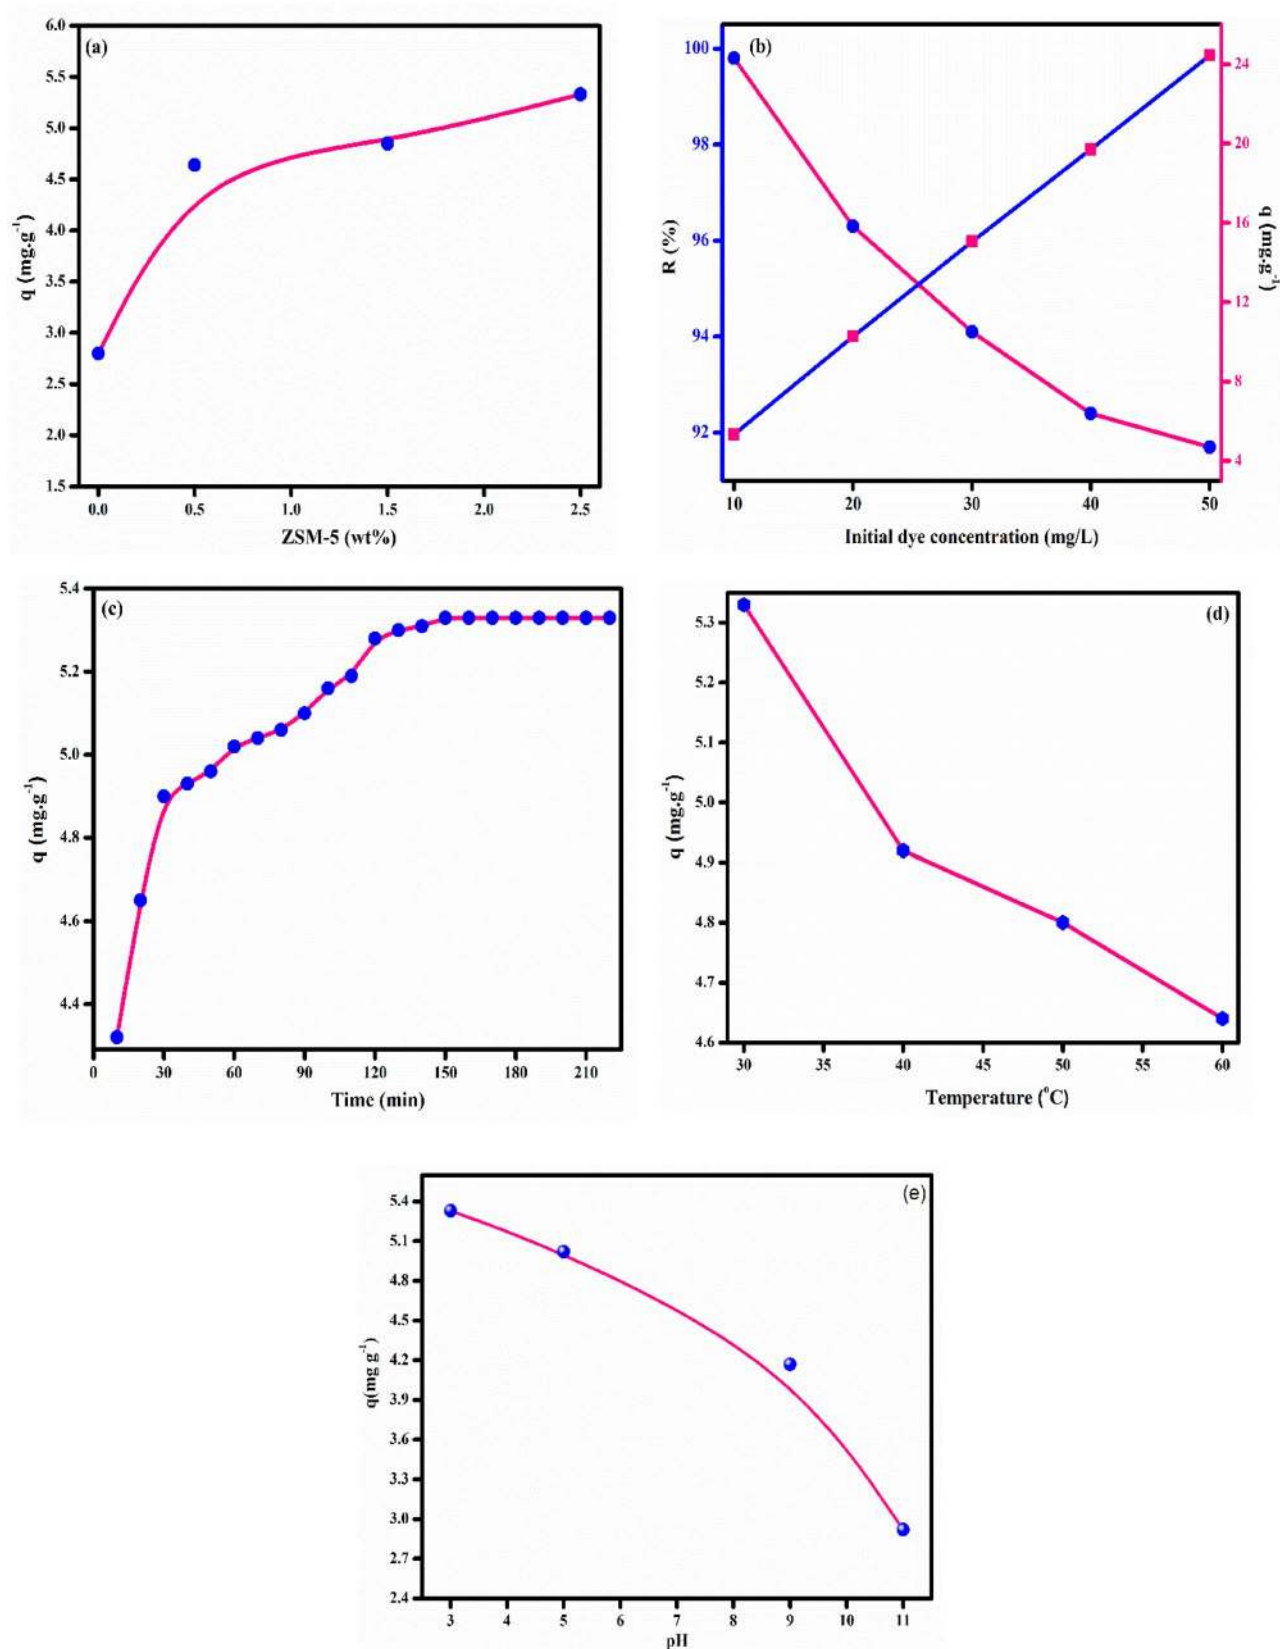 (a)
6.0
5.5
5.0
4.5
4.0
3.5
3.0
2.5
2.0
1.5
q (mg.g⁻¹)
0.0 0.5 1.0 1.5 2.0 2.5
ZSM-5 (wt%)
(b)
100
98
96
94
92
R (%)
24
20
16
12
8
4
q (mg.g⁻¹)
10 20 30 40 50
Initial dye concentration (mg/L)
(c)
5.4
5.2
5.0
4.8
4.6
4.4
q (mg.g⁻¹)
0 30 60 90 120 150 180 210
Time (min)
(d)
5.3
5.2
5.1
5.0
4.9
4.8
4.7
4.6
q (mg.g⁻¹)
30 35 40 45 50 55 60
Temperature (°C)
(e)
5.4
5.1
4.8
4.5
4.2
3.9
3.6
3.3
3.0
2.7
2.4
q(mg g⁻¹)
3 4 5 6 7 8 9 10 11
pH